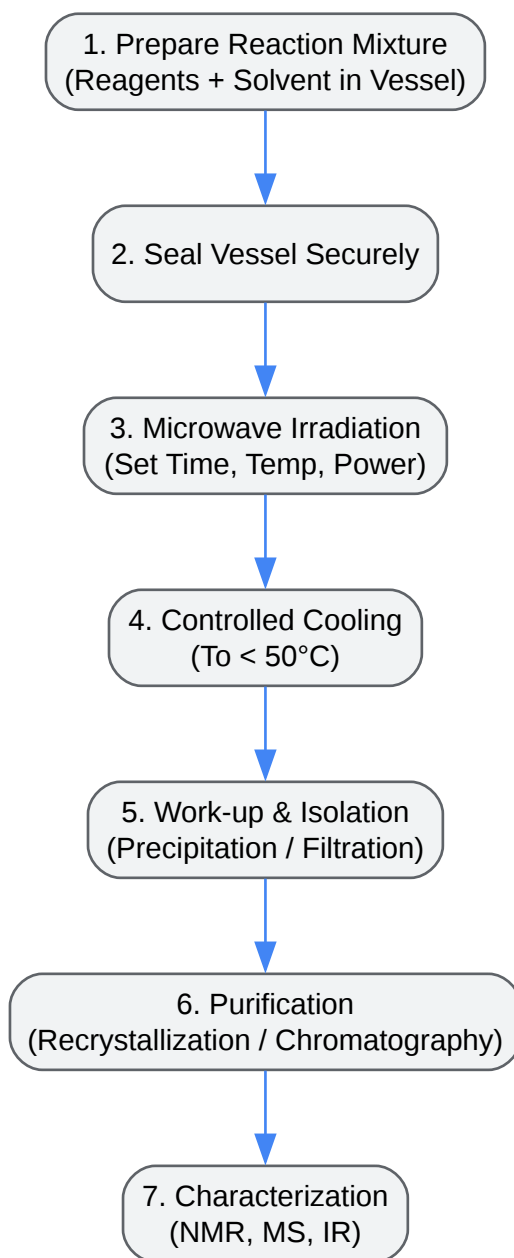 1. Prepare Reaction Mixture
(Reagents + Solvent in Vessel)
2. Seal Vessel Securely
3. Microwave Irradiation
(Set Time, Temp, Power)
4. Controlled Cooling
(To < 50°C)
5. Work-up & Isolation
(Precipitation / Filtration)
6. Purification
(Recrystallization / Chromatography)
7. Characterization
(NMR, MS, IR)